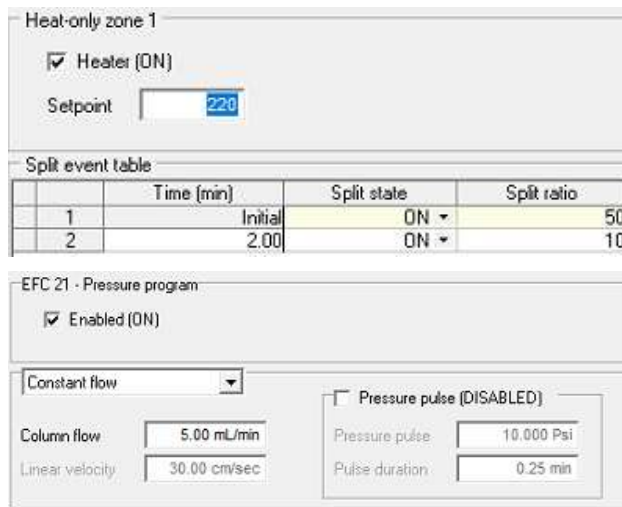 Heat-only zone 1
Heater (ON)
Setpoint 220
Split event table
Time (min) Split state Split ratio
1 Initial ON 50
2 2.00 ON 10
EFC 21 - Pressure program
Enabled (ON)
Constant flow
Pressure pulse (DISABLED)
Column flow 5.00 mL/min Pressure pulse 10.000 Psi
Linear velocity 30.00 cm/sec Pulse duration 0.25 min